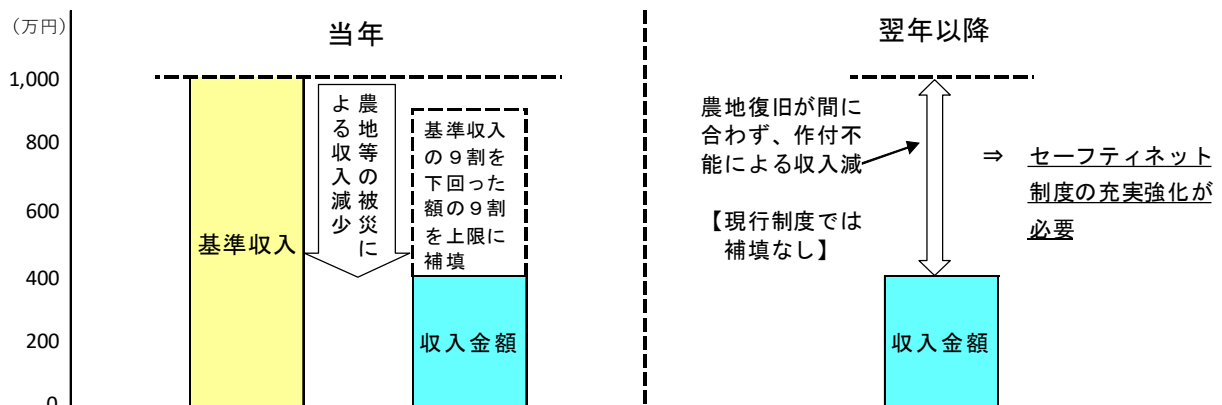 （万円）
1,000
800
600
400
200
0
当年
基準収入
農地等の被災に
よる収入減少
基準収入
の９割を
下回った
額の９割
を上限に
補填
収入金額
翌年以降
農地復旧が間に
合わず、作付不
能による収入減
【現行制度では
補填なし】
⇒ セーフティネット
制度の充実強化が
必要
収入金額